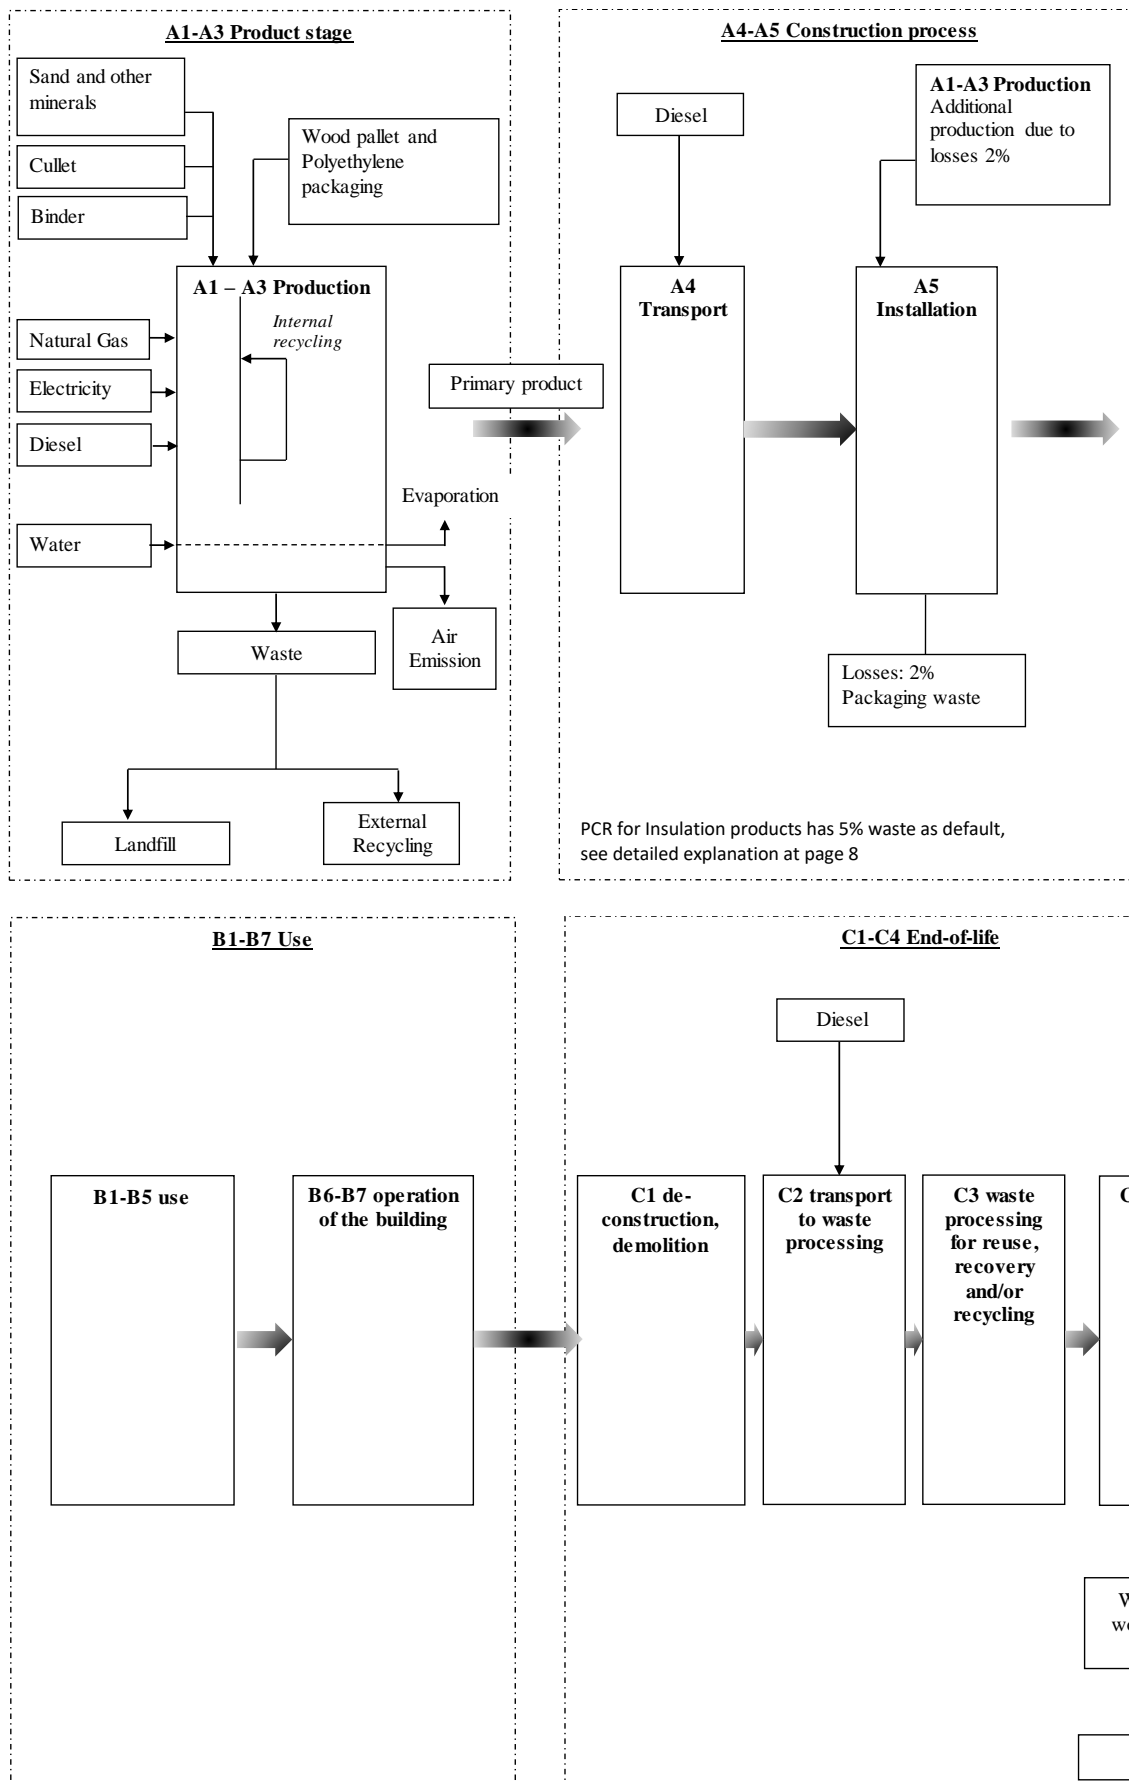 A1-A3 Product stage
Sand and other
minerals
Cullet
Binder
Wood pallet and
Polyethylene
packaging
A1 – A3 Production
Internal
recycling
Natural Gas
Electricity
Diesel
Water
Primary product
Evaporation
Air
Emission
Waste
Landfill
External
Recycling
A4-A5 Construction process
Diesel
A1-A3 Production
Additional
production due to
losses 2%
A4
Transport
A5
Installation
Losses: 2%
Packaging waste
PCR for Insulation products has 5% waste as default,
see detailed explanation at page 8
B1-B7 Use
B1-B5 use
B6-B7 operation
of the building
C1-C4 End-of-life
Diesel
C1 de-
construction,
demolition
C2 transport
to waste
processing
C3 waste
processing
for reuse,
recovery
and/or
recycling